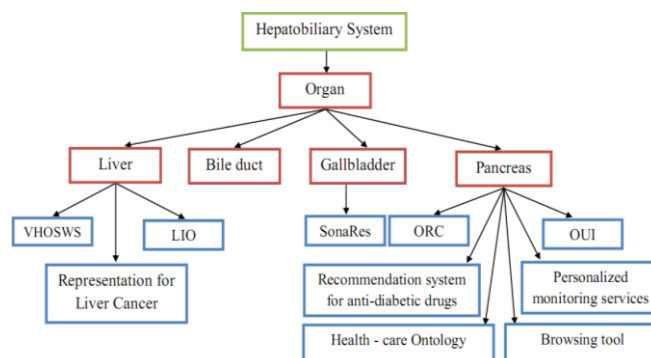 Hepatobiliary System
Organ
Liver
Bile duct
Gallbladder
Pancreas
VHOSWS
LIO
SonaRes
ORC
OUI
Representation for
Liver Cancer
Recommendation system
for anti-diabetic drugs
Personalized
monitoring services
Health - care Ontology
Browsing tool